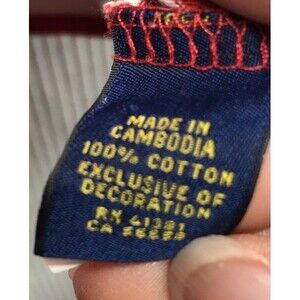 MADE IN
CAMBODIA
100% COTTON
EXCLUSIVE OF
DECORATION
RN 41381
CA